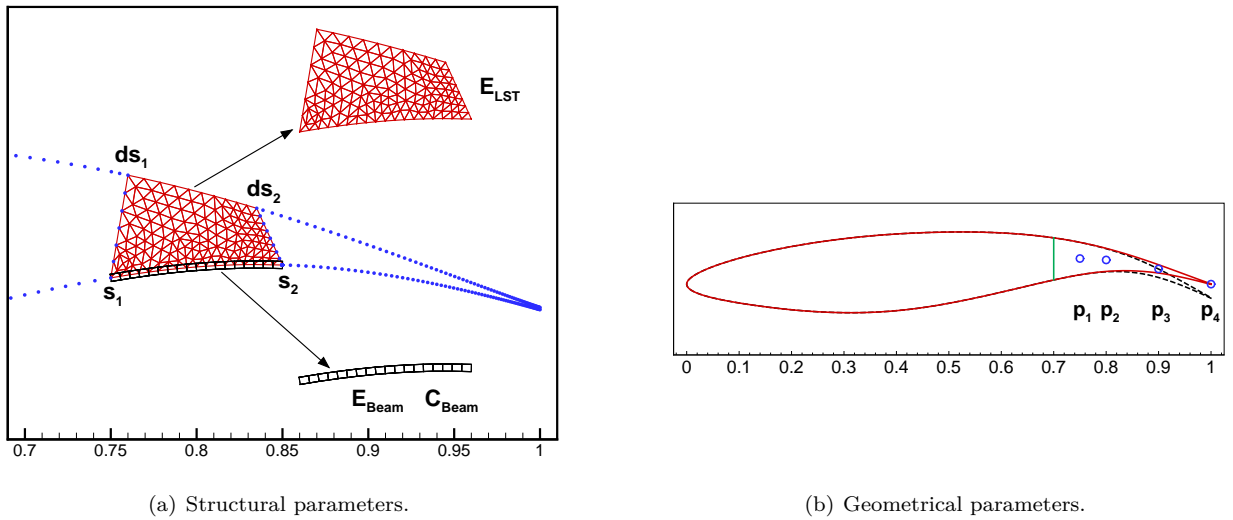 E_LST
ds_1
ds_2
s_1
s_2
E_Beam C_Beam
0.7 0.75 0.8 0.85 0.9 0.95 1
(a) Structural parameters.
p_1 p_2 p_3 p_4
0 0.1 0.2 0.3 0.4 0.5 0.6 0.7 0.8 0.9 1
(b) Geometrical parameters.